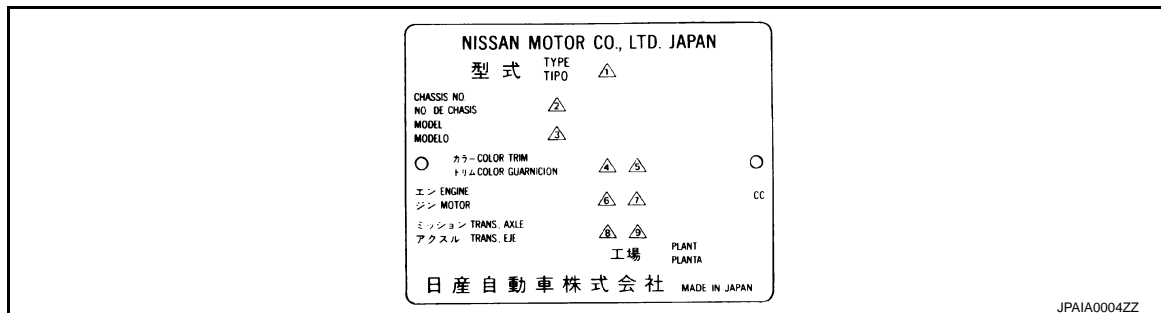 NISSAN MOTOR CO., LTD. JAPAN
型式 TYPE 1
TIPO
CHASSIS NO
NO DE CHASIS 2
MODEL
MODELO 3
カラー COLOR TRIM
トリム COLOR GUARNICION 4 5
エン ENGINE
ジン MOTOR 6 7 CC
ミッション TRANS, AXLE
アクスル TRANS, EJE 8 9
工場 PLANT
PLANTA
日産自動車株式会社 MADE IN JAPAN
JPAIA0004ZZ